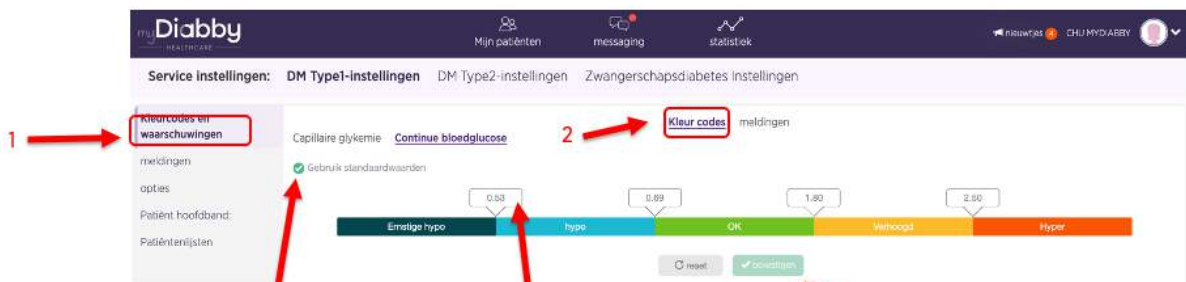 myDiabby
HEALTHCARE
Mijn patiënten
messaging
statistiek
nieuwtjes 4 CHU MYDIABBY
Service instellingen: DM Type1-instellingen DM Type2-instellingen Zwangerschapsdiabetes Instellingen
Kleurcodes en
waarschuwingen
meldingen
opties
Patiënt hoofdband:
Patiëntenlijsten
1
2
Kleur codes meldingen
Capillaire glykemie Continue bloedglucose
Gebruik standaardwaarden
0.53 0.69 1.80 2.50
Ernstige hypo hypo OK Verhoogd Hyper
reset bevestigen